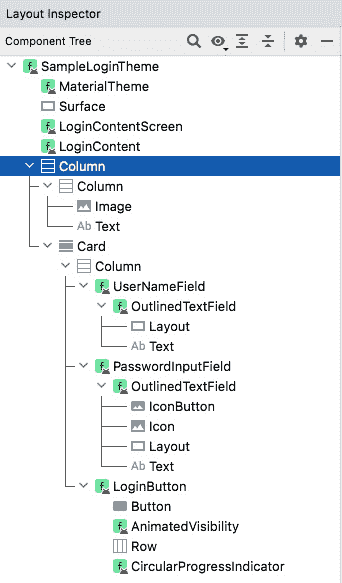 Layout Inspector
Component Tree
SampleLoginTheme
MaterialTheme
Surface
LoginContentScreen
LoginContent
Column
Column
Image
Ab Text
Card
Column
UserNameField
OutlinedTextField
Layout
Ab Text
PasswordInputField
OutlinedTextField
IconButton
Icon
Layout
Ab Text
LoginButton
Button
AnimatedVisibility
Row
CircularProgressIndicator